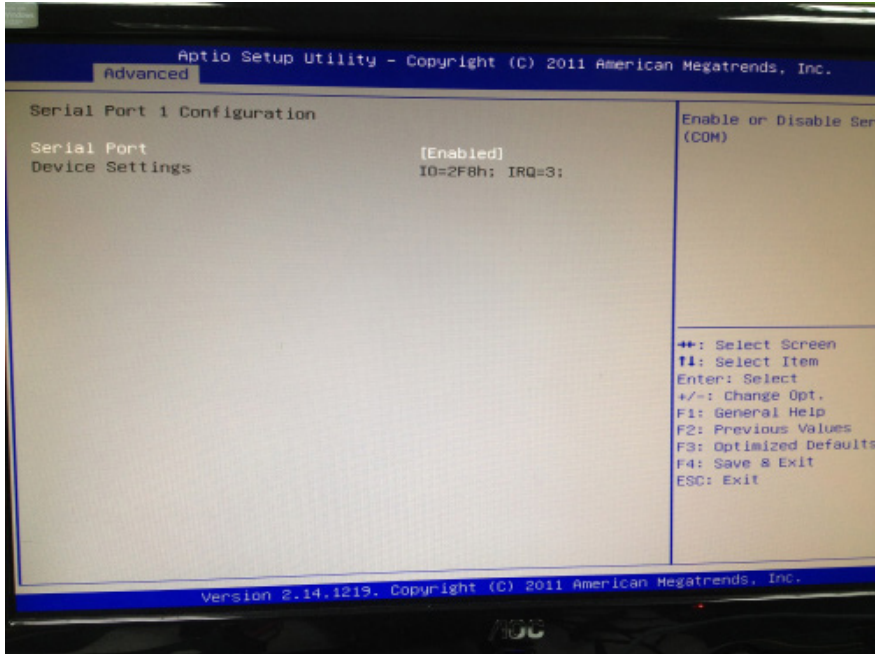 Aptio Setup Utility – Copyright (C) 2011 American Megatrends, Inc.
Advanced
Serial Port 1 Configuration
Serial Port [Enabled]
Device Settings IO=2F8h; IRQ=3;
Enable or Disable Ser
(COM)
→←: Select Screen
↑↓: Select Item
Enter: Select
+/-: Change Opt.
F1: General Help
F2: Previous Values
F3: Optimized Defaults
F4: Save & Exit
ESC: Exit
Version 2.14.1219. Copyright (C) 2011 American Megatrends, Inc.
AOC